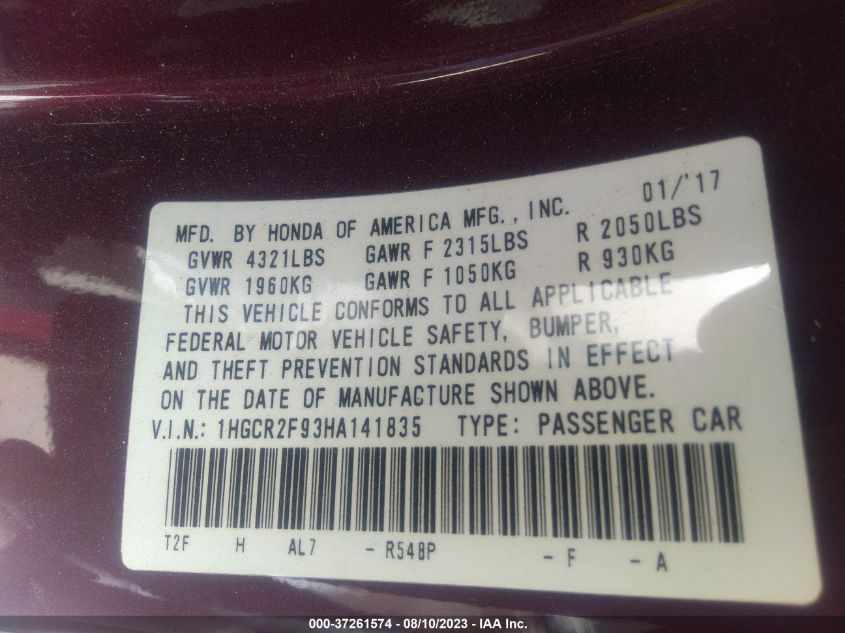 MFD. BY HONDA OF AMERICA MFG., INC. 01/'17
GVWR 4321LBS GAWR F 2315LBS R 2050LBS
GVWR 1960KG GAWR F 1050KG R 930KG
THIS VEHICLE CONFORMS TO ALL APPLICABLE
FEDERAL MOTOR VEHICLE SAFETY, BUMPER,
AND THEFT PREVENTION STANDARDS IN EFFECT
ON THE DATE OF MANUFACTURE SHOWN ABOVE.
V.I.N.: 1HGCR2F93HA141835 TYPE: PASSENGER CAR
T2F H AL7 - R548P - F - A
000-37261574 — 08/10/2023 - IAA Inc.